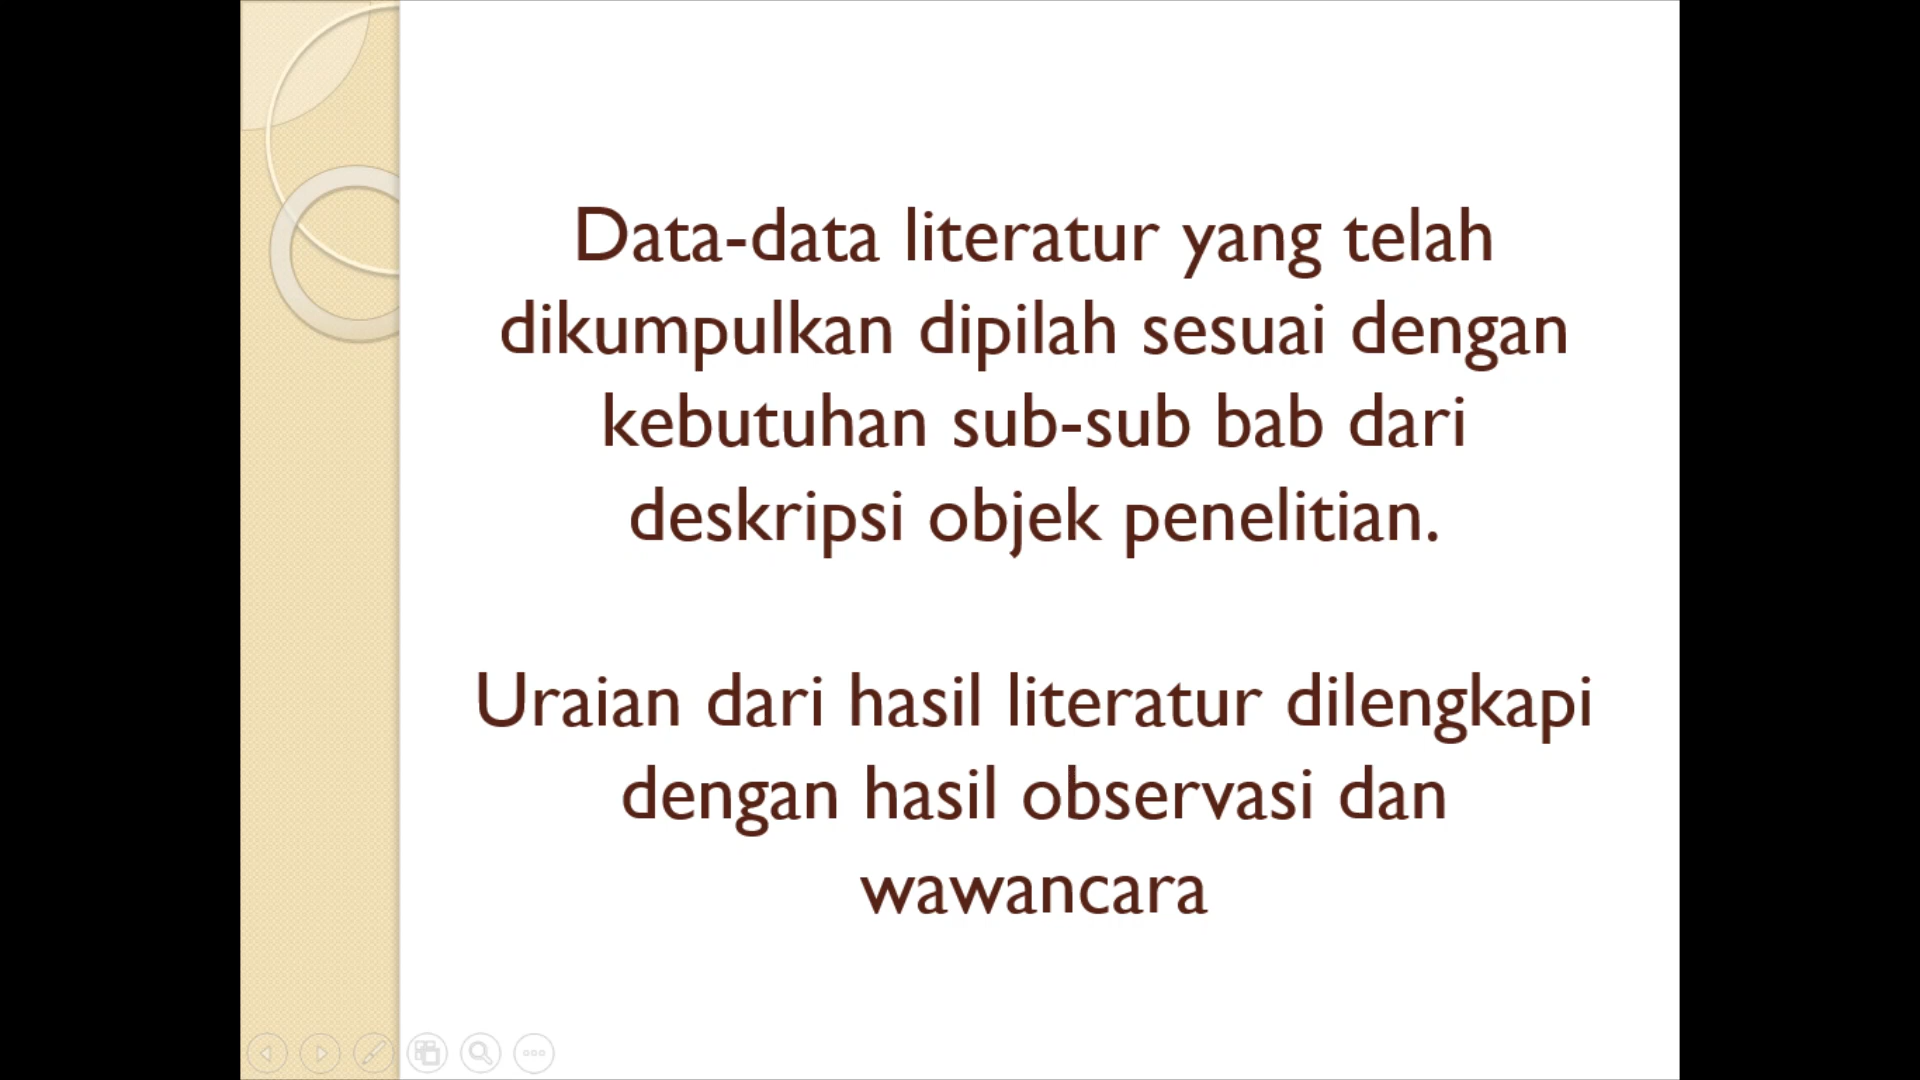 Data-data literatur yang telah
dikumpulkan dipilah sesuai dengan
kebutuhan sub-sub bab dari
deskripsi objek penelitian.
Uraian dari hasil literatur dilengkapi
dengan hasil observasi dan
wawancara